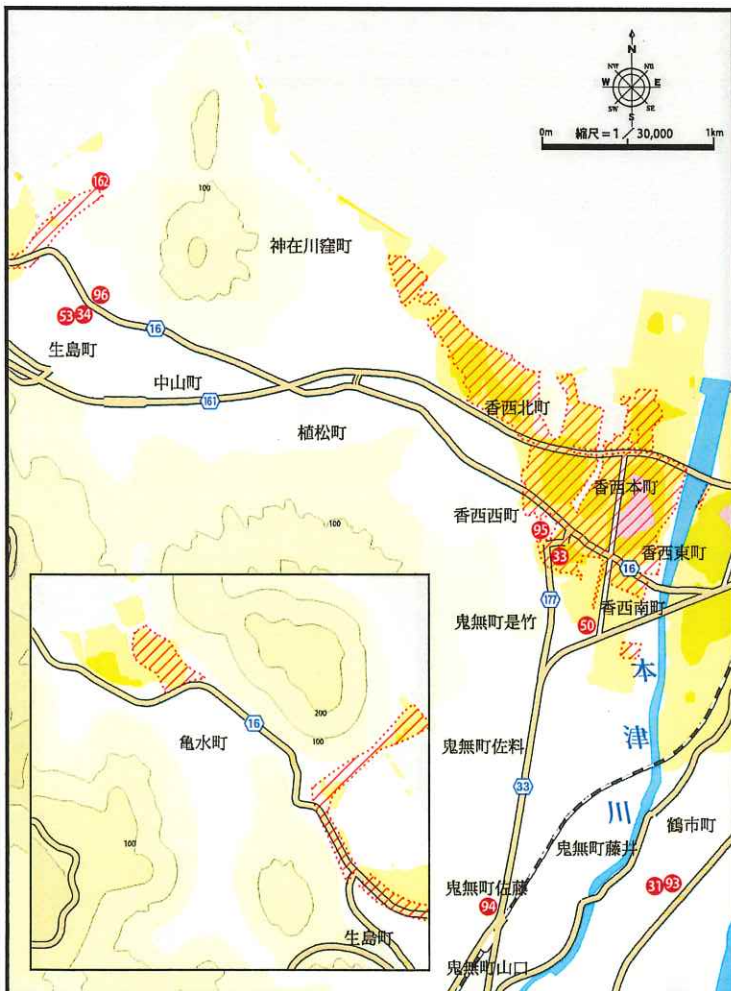 N
NW
NE
W
E
SW
SE
S
0m
縮尺=1/30,000
1km
162
100
神在川窪町
96
53
34
16
生島町
中山町
161
植松町
香西北町
香西本町
香西西町
95
33
香西東町
16
177
香西南町
鬼無町是竹
50
100
本津川
鬼無町佐料
33
鶴市町
鬼無町藤井
31
93
鬼無町佐藤
94
鬼無町山口
16
亀水町
200
100
100
生島町